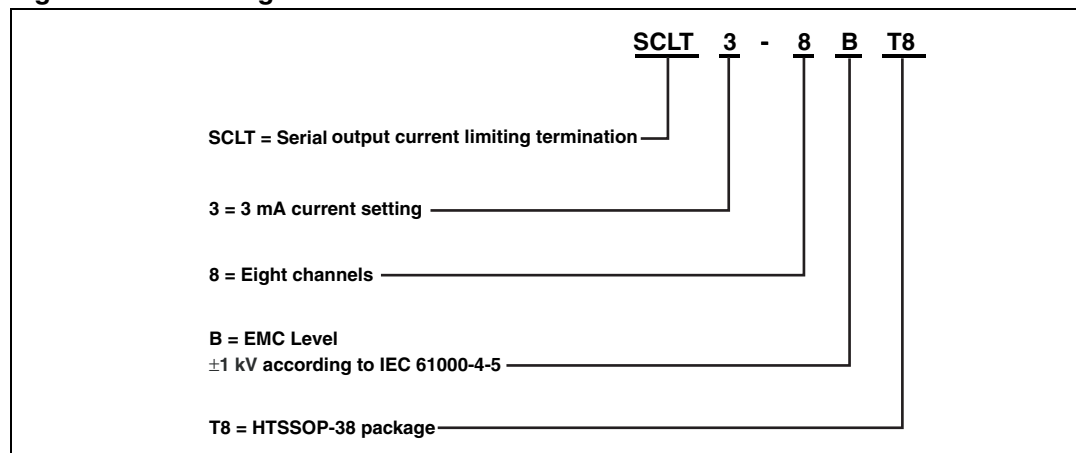 SCLT 3 - 8 B T8
SCLT = Serial output current limiting termination
3 = 3 mA current setting
8 = Eight channels
B = EMC Level
±1 kV according to IEC 61000-4-5
T8 = HTSSOP-38 package